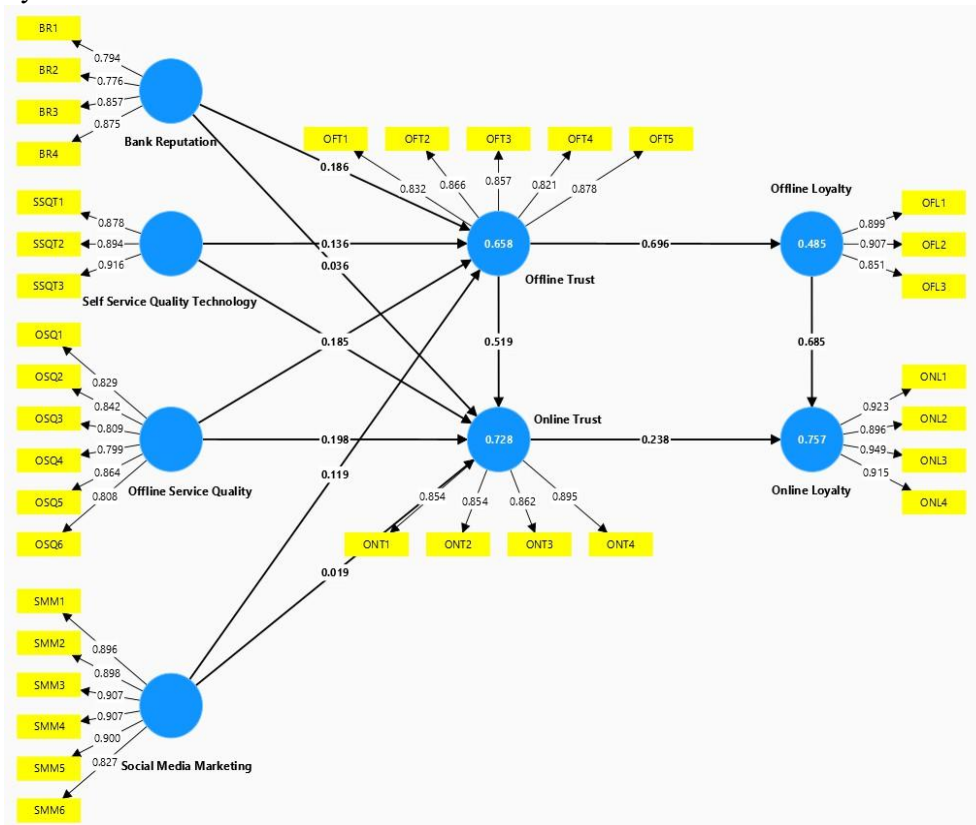 BR1
0.794
BR2
0.776
BR3
0.857
BR4
0.875
Bank Reputation
SSQT1
0.878
SSQT2
0.894
SSQT3
0.916
Self Service Quality Technology
OSQ1
0.829
OSQ2
0.842
OSQ3
0.809
OSQ4
0.799
OSQ5
0.864
OSQ6
0.808
Offline Service Quality
SMM1
0.896
SMM2
0.898
SMM3
0.907
SMM4
0.907
SMM5
0.900
SMM6
0.827
Social Media Marketing
0.186
0.136
0.036
0.185
0.198
0.119
0.019
OFT1
OFT2
OFT3
OFT4
OFT5
0.832
0.866
0.857
0.821
0.878
0.658
Offline Trust
0.519
Online Trust
0.728
0.854
0.854
0.862
0.895
ONT1
ONT2
ONT3
ONT4
0.696
0.238
Offline Loyalty
0.485
0.899
OFL1
0.907
OFL2
0.851
OFL3
0.685
0.757
Online Loyalty
0.923
ONL1
0.896
ONL2
0.949
ONL3
0.915
ONL4